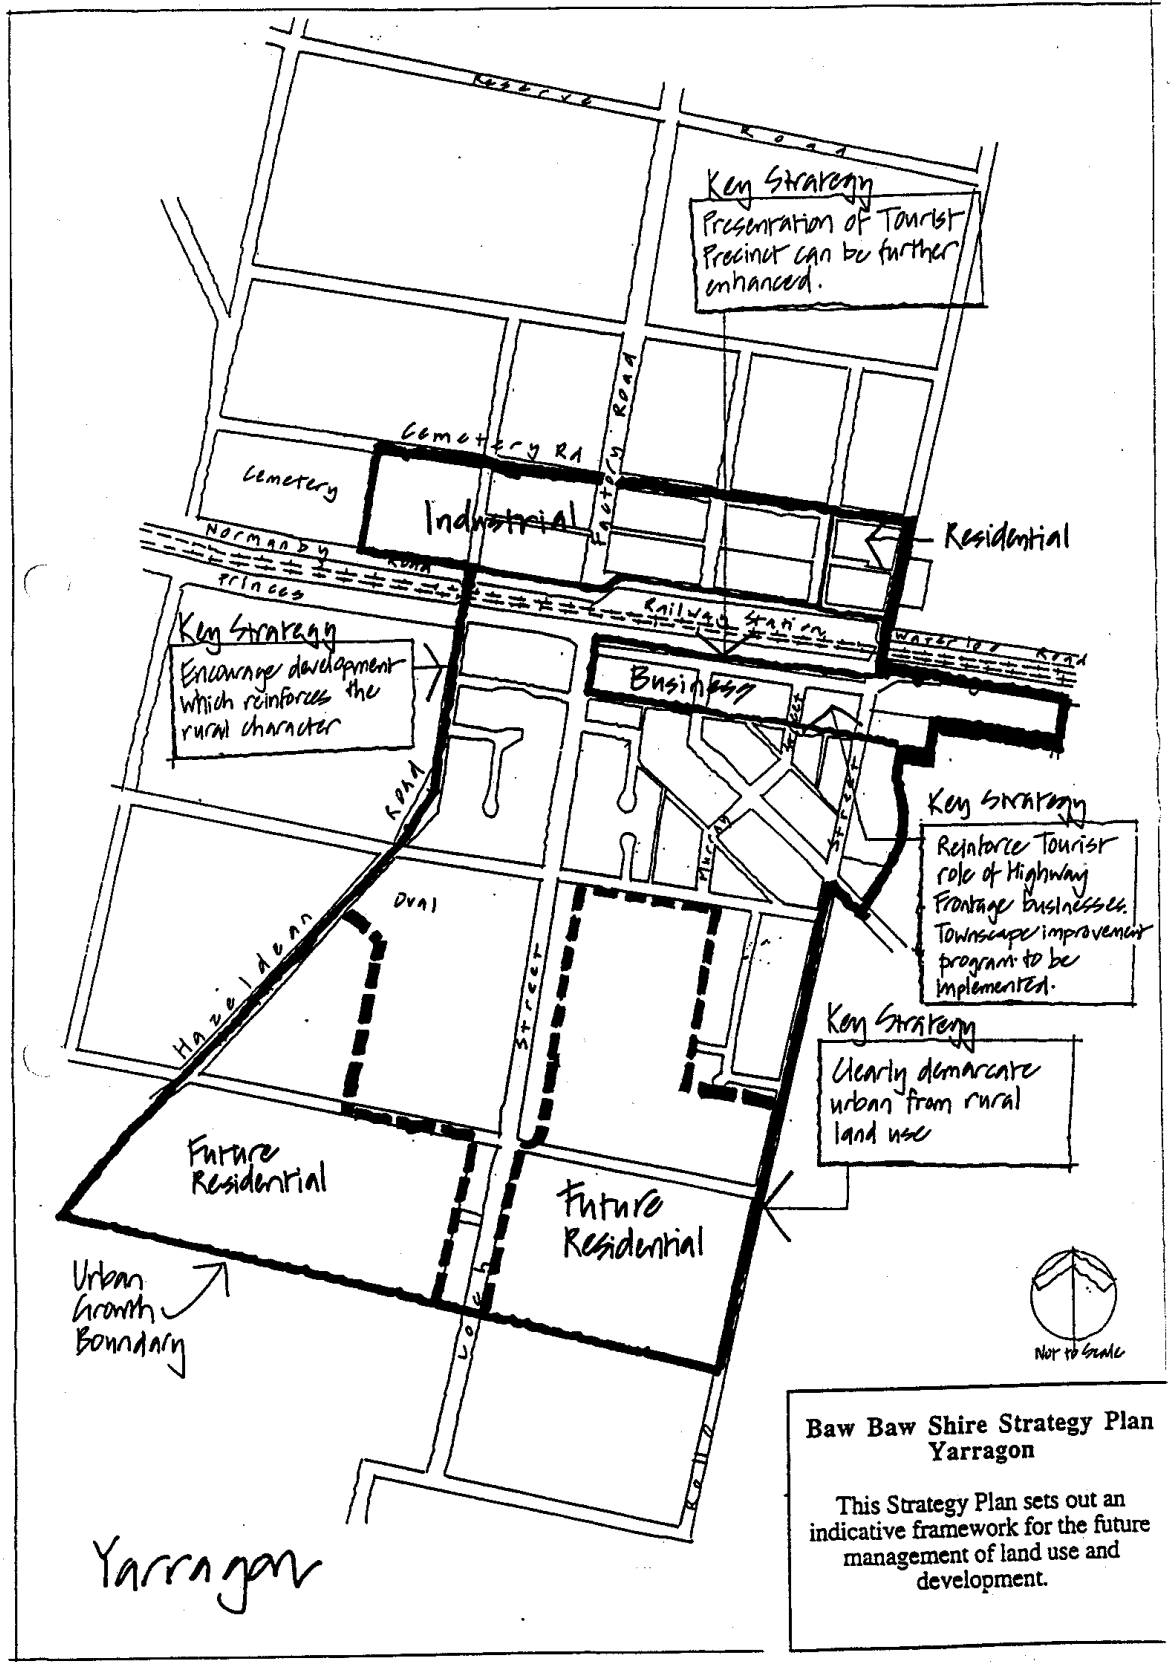 Reserve Road
Key Strategy
Presentation of Tourist
Precinct can be further
enhanced.
Factory Road
Cemetery Rd
Cemetery
Industrial
Residential
Normanby Road
Princes
Railway Station
Waterloo Road
Key Strategy
Encourage development
which reinforces the
rural character
Business
Street
Street
Murray
Road
Key Strategy
Reinforce Tourist
role of Highway
Frontage businesses.
Townscape improvement
program to be
implemented.
Oval
Hazeldean
Street
Key Strategy
Clearly demarcate
urban from rural
land use
Future
Residential
Future
Residential
Urban
Growth
Boundary
Loch
Not to Scale
Rollo
Baw Baw Shire Strategy Plan
Yarragon
This Strategy Plan sets out an
indicative framework for the future
management of land use and
development.
Yarragon